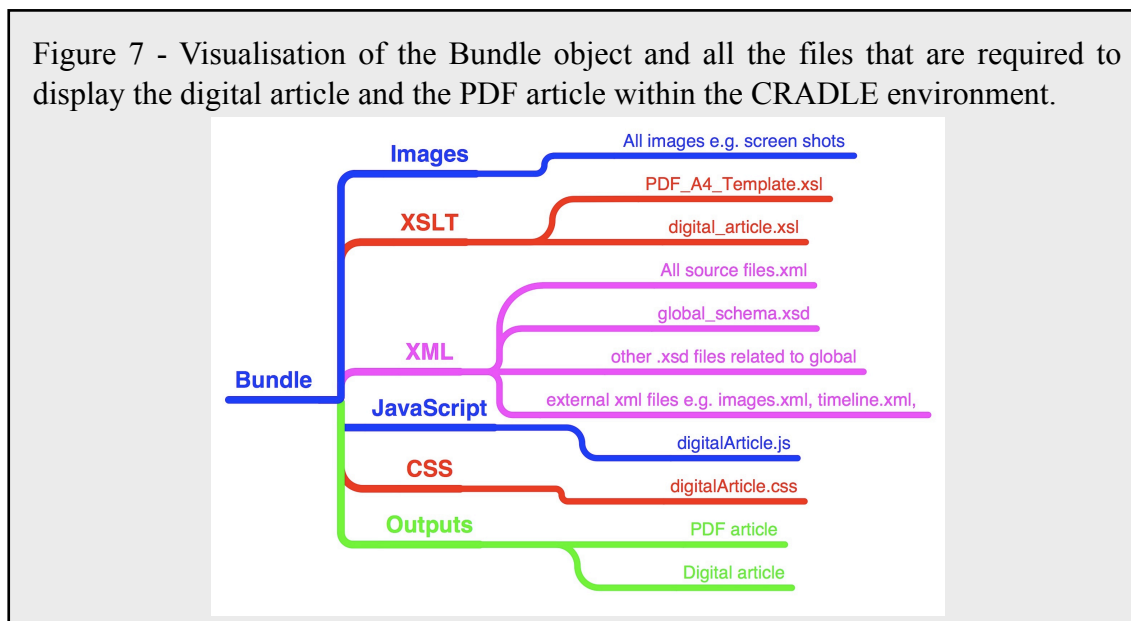 Figure 7 - Visualisation of the Bundle object and all the files that are required to
display the digital article and the PDF article within the CRADLE environment.
Bundle
Images
All images e.g. screen shots
XSLT
PDF_A4_Template.xsl
digital_article.xsl
XML
All source files.xml
global_schema.xsd
other .xsd files related to global
external xml files e.g. images.xml, timeline.xml,
JavaScript
digitalArticle.js
CSS
digitalArticle.css
Outputs
PDF article
Digital article